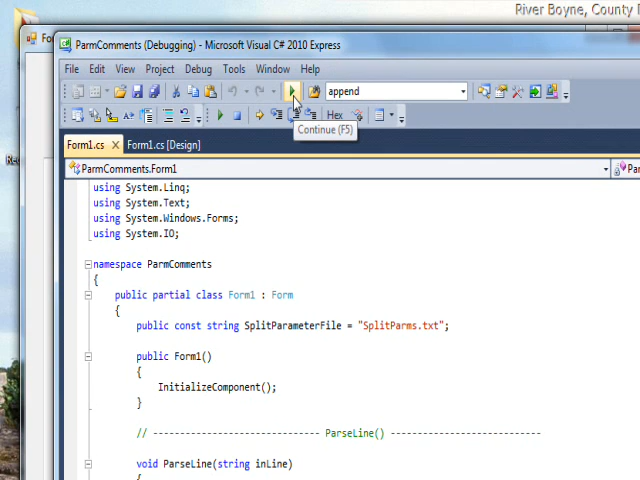 River Boyne, County
Fo
ParmComments (Debugging) - Microsoft Visual C# 2010 Express
File Edit View Project Debug Tools Window Help
append
Hex
Continue (F5)
Form1.cs Form1.cs [Design]
Rec
ParmComments.Form1
Par
using System.Linq;
using System.Text;
using System.Windows.Forms;
using System.IO;
namespace ParmComments
{
public partial class Form1 : Form
{
public const string SplitParameterFile = "SplitParms.txt";
public Form1()
{
InitializeComponent();
}
// ------------------------------- ParseLine() ----------------------------
void ParseLine(string inLine)
{